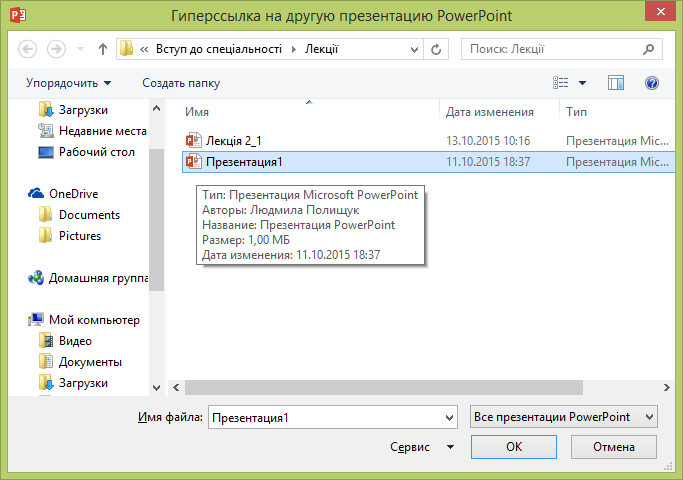 Гиперссылка на другую презентацию PowerPoint
« Вступ до спеціальності Лекції
Поиск: Лекції
Упорядочить
Создать папку
Загрузки
Недавние места
Рабочий стол
OneDrive
Documents
Pictures
Домашняя группа
Мой компьютер
Видео
Документы
Загрузки
Имя Дата изменения Тип
Лекція 2_1 13.10.2015 10:16 Презентация Mic...
Презентация1 11.10.2015 18:37 Презентация Mic...
Тип: Презентация Microsoft PowerPoint
Авторы: Людмила Полищук
Название: Презентация PowerPoint
Размер: 1,00 МБ
Дата изменения: 11.10.2015 18:37
Имя файла: Презентация1
Все презентации PowerPoint
Сервис
ОК
Отмена